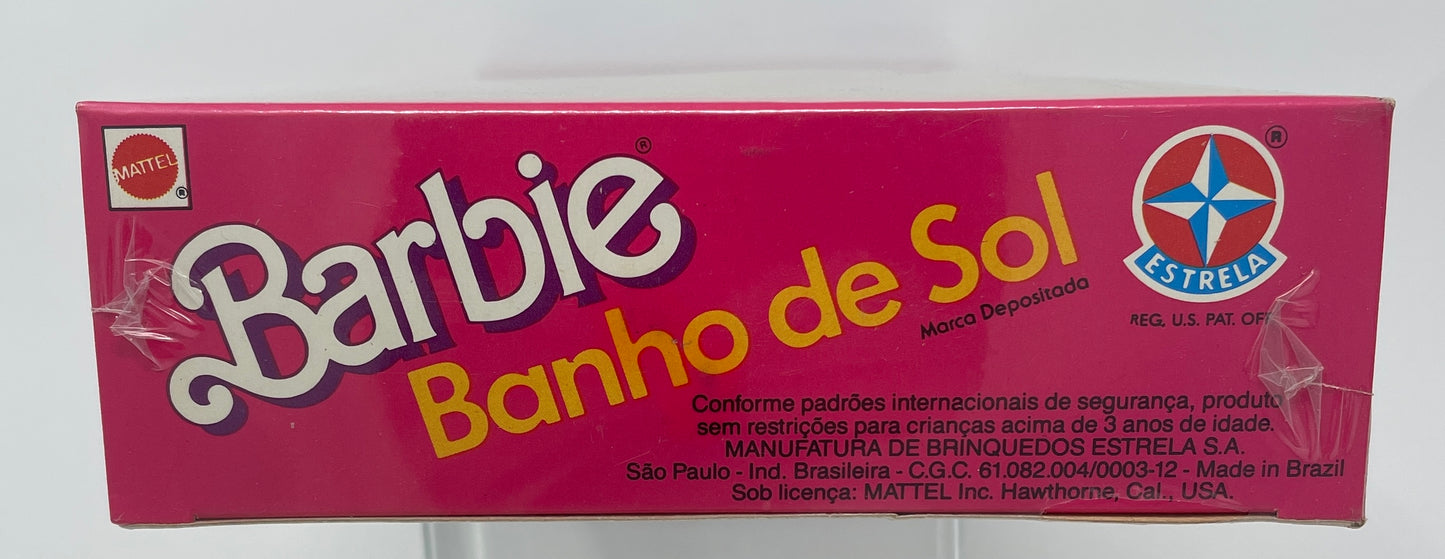 MATTEL
®
Barbie®
Banho de Sol
Marca Depositada
®
ESTRELA
REG. U.S. PAT. OFF
Conforme padrões internacionais de segurança, produto
sem restrições para crianças acima de 3 anos de idade.
MANUFATURA DE BRINQUEDOS ESTRELA S.A.
São Paulo - Ind. Brasileira - C.G.C. 61.082.004/0003-12 - Made in Brazil
Sob licença: MATTEL Inc. Hawthorne, Cal., USA.